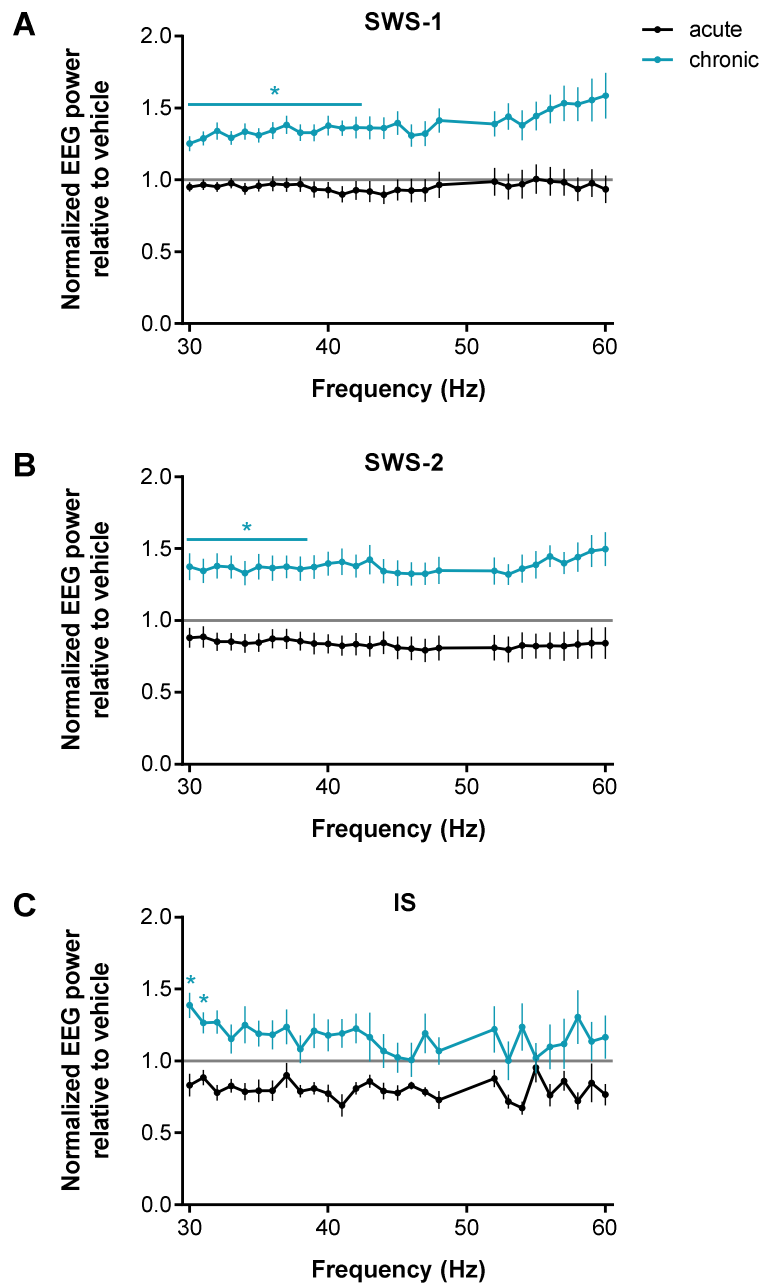 A
SWS-1
acute
chronic
Normalized EEG power
relative to vehicle
2.0
1.5
1.0
0.5
0.0
*
30 40 50 60
Frequency (Hz)
B
SWS-2
Normalized EEG power
relative to vehicle
2.0
1.5
1.0
0.5
0.0
*
30 40 50 60
Frequency (Hz)
C
IS
Normalized EEG power
relative to vehicle
2.0
1.5
1.0
0.5
0.0
*
*
30 40 50 60
Frequency (Hz)